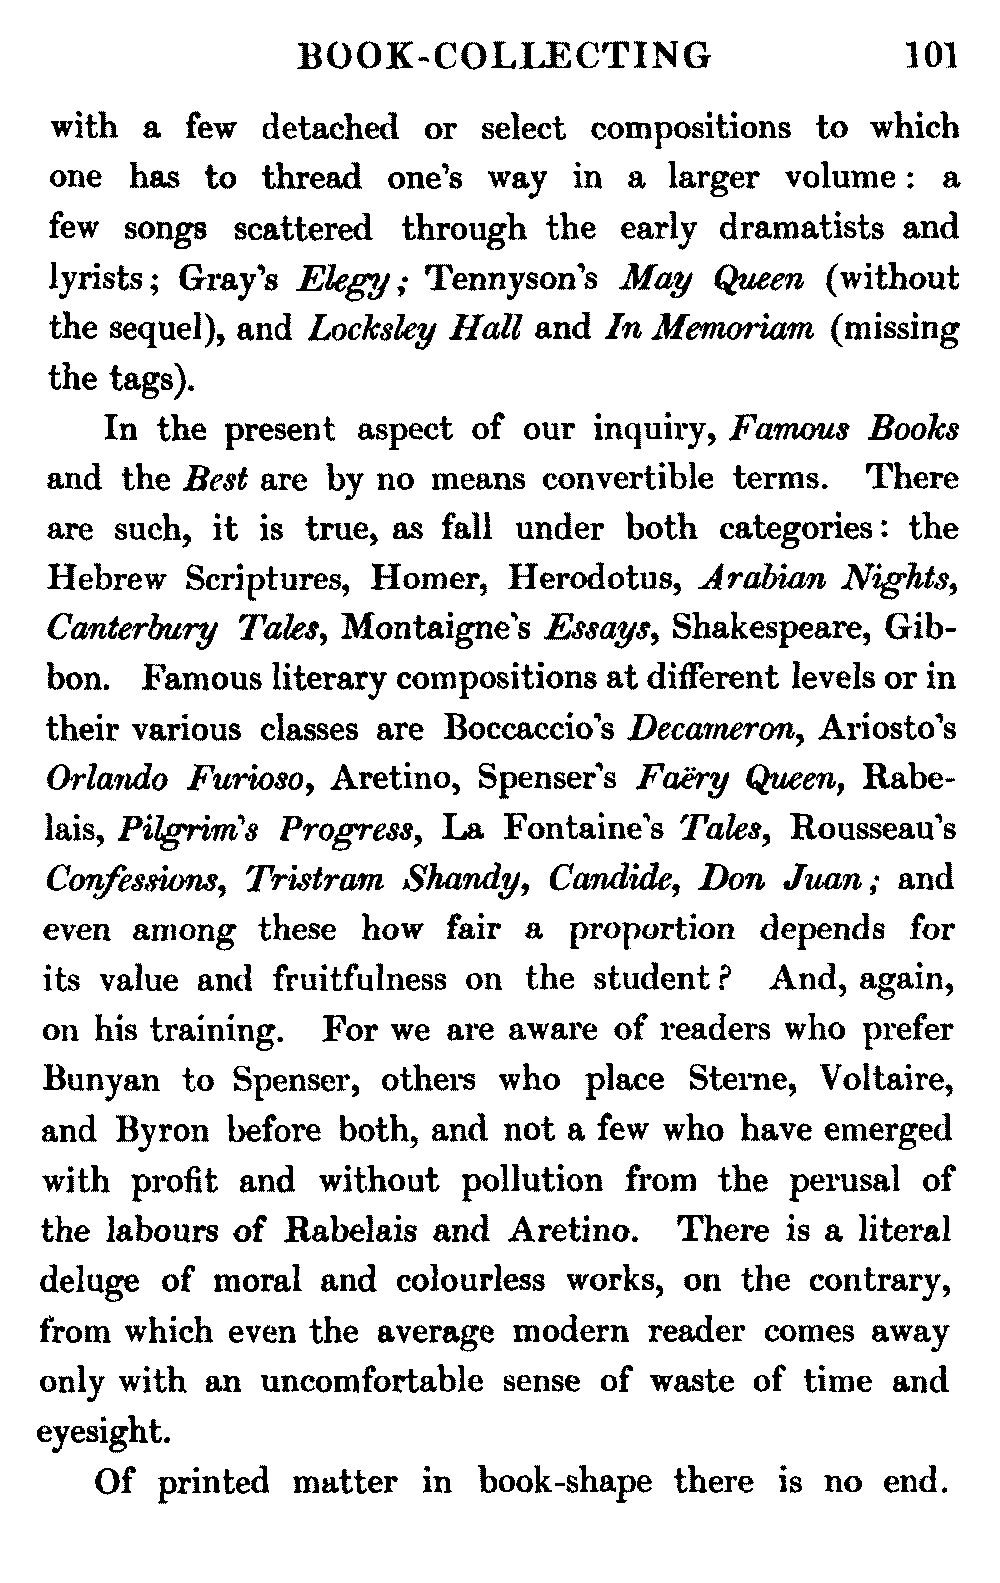 BOOK-COLLECTING 101
with a few detached or select compositions to which
one has to thread one's way in a larger volume: a
few songs scattered through the early dramatists and
lyrists; Gray's Elegy; Tennyson's May Queen (without
the sequel), and Locksley Hall and In Memoriam (missing
the tags).
In the present aspect of our inquiry, Famous Books
and the Best are by no means convertible terms. There
are such, it is true, as fall under both categories: the
Hebrew Scriptures, Homer, Herodotus, Arabian Nights,
Canterbury Tales, Montaigne's Essays, Shakespeare, Gib-
bon. Famous literary compositions at different levels or in
their various classes are Boccaccio's Decameron, Ariosto's
Orlando Furioso, Aretino, Spenser's Faëry Queen, Rabe-
lais, Pilgrim's Progress, La Fontaine's Tales, Rousseau's
Confessions, Tristram Shandy, Candide, Don Juan; and
even among these how fair a proportion depends for
its value and fruitfulness on the student? And, again,
on his training. For we are aware of readers who prefer
Bunyan to Spenser, others who place Sterne, Voltaire,
and Byron before both, and not a few who have emerged
with profit and without pollution from the perusal of
the labours of Rabelais and Aretino. There is a literal
deluge of moral and colourless works, on the contrary,
from which even the average modern reader comes away
only with an uncomfortable sense of waste of time and
eyesight.
Of printed matter in book-shape there is no end.